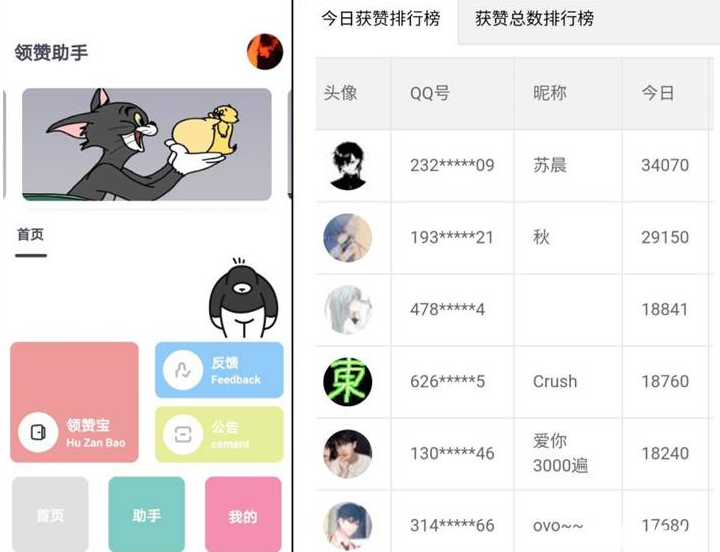 领赞助手
首页
反馈
Feedback
领赞宝
Hu Zan Bao
公告
cement
首页
助手
我的
今日获赞排行榜 获赞总数排行榜
头像 QQ号 昵称 今日
232*****09 苏晨 34070
193*****21 秋 29150
478*****4 18841
東
626*****5 Crush 18760
130*****46 爱你
3000遍 18240
314*****66 ovo~~ 17680